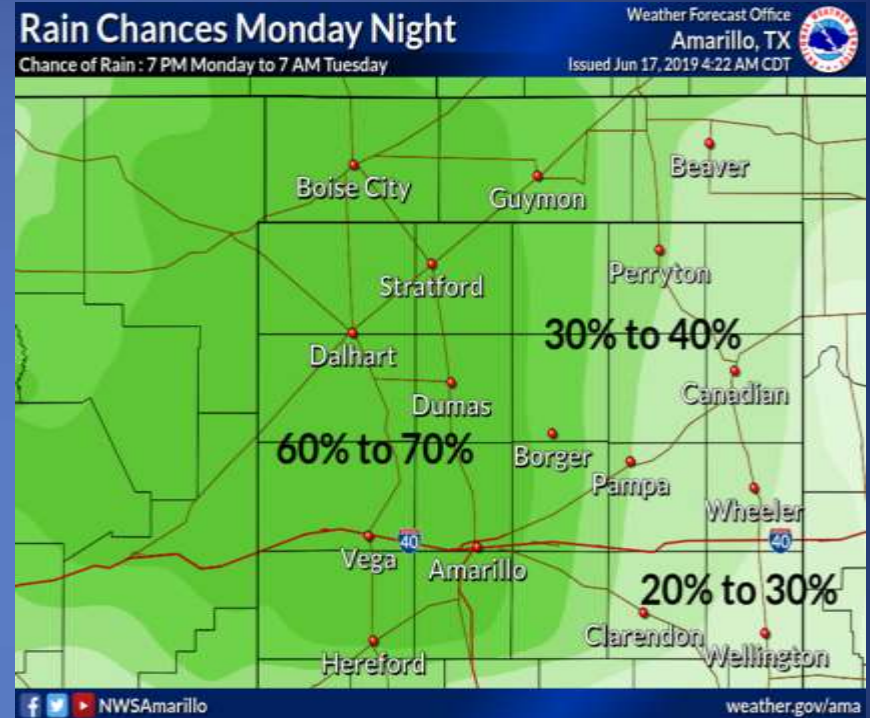 Rain Chances Monday Night
Chance of Rain : 7 PM Monday to 7 AM Tuesday
Weather Forecast Office
Amarillo, TX
Issued Jun 17, 2019 4:22 AM CDT
Boise City
Guymon
Beaver
Stratford
Perryton
30% to 40%
Dalhart
Canadian
Dumas
60% to 70%
Borger
Pampa
Wheeler
40
40
Vega
Amarillo
20% to 30%
Clarendon
Hereford
Wellington
NWSAmarillo
weather.gov/ama